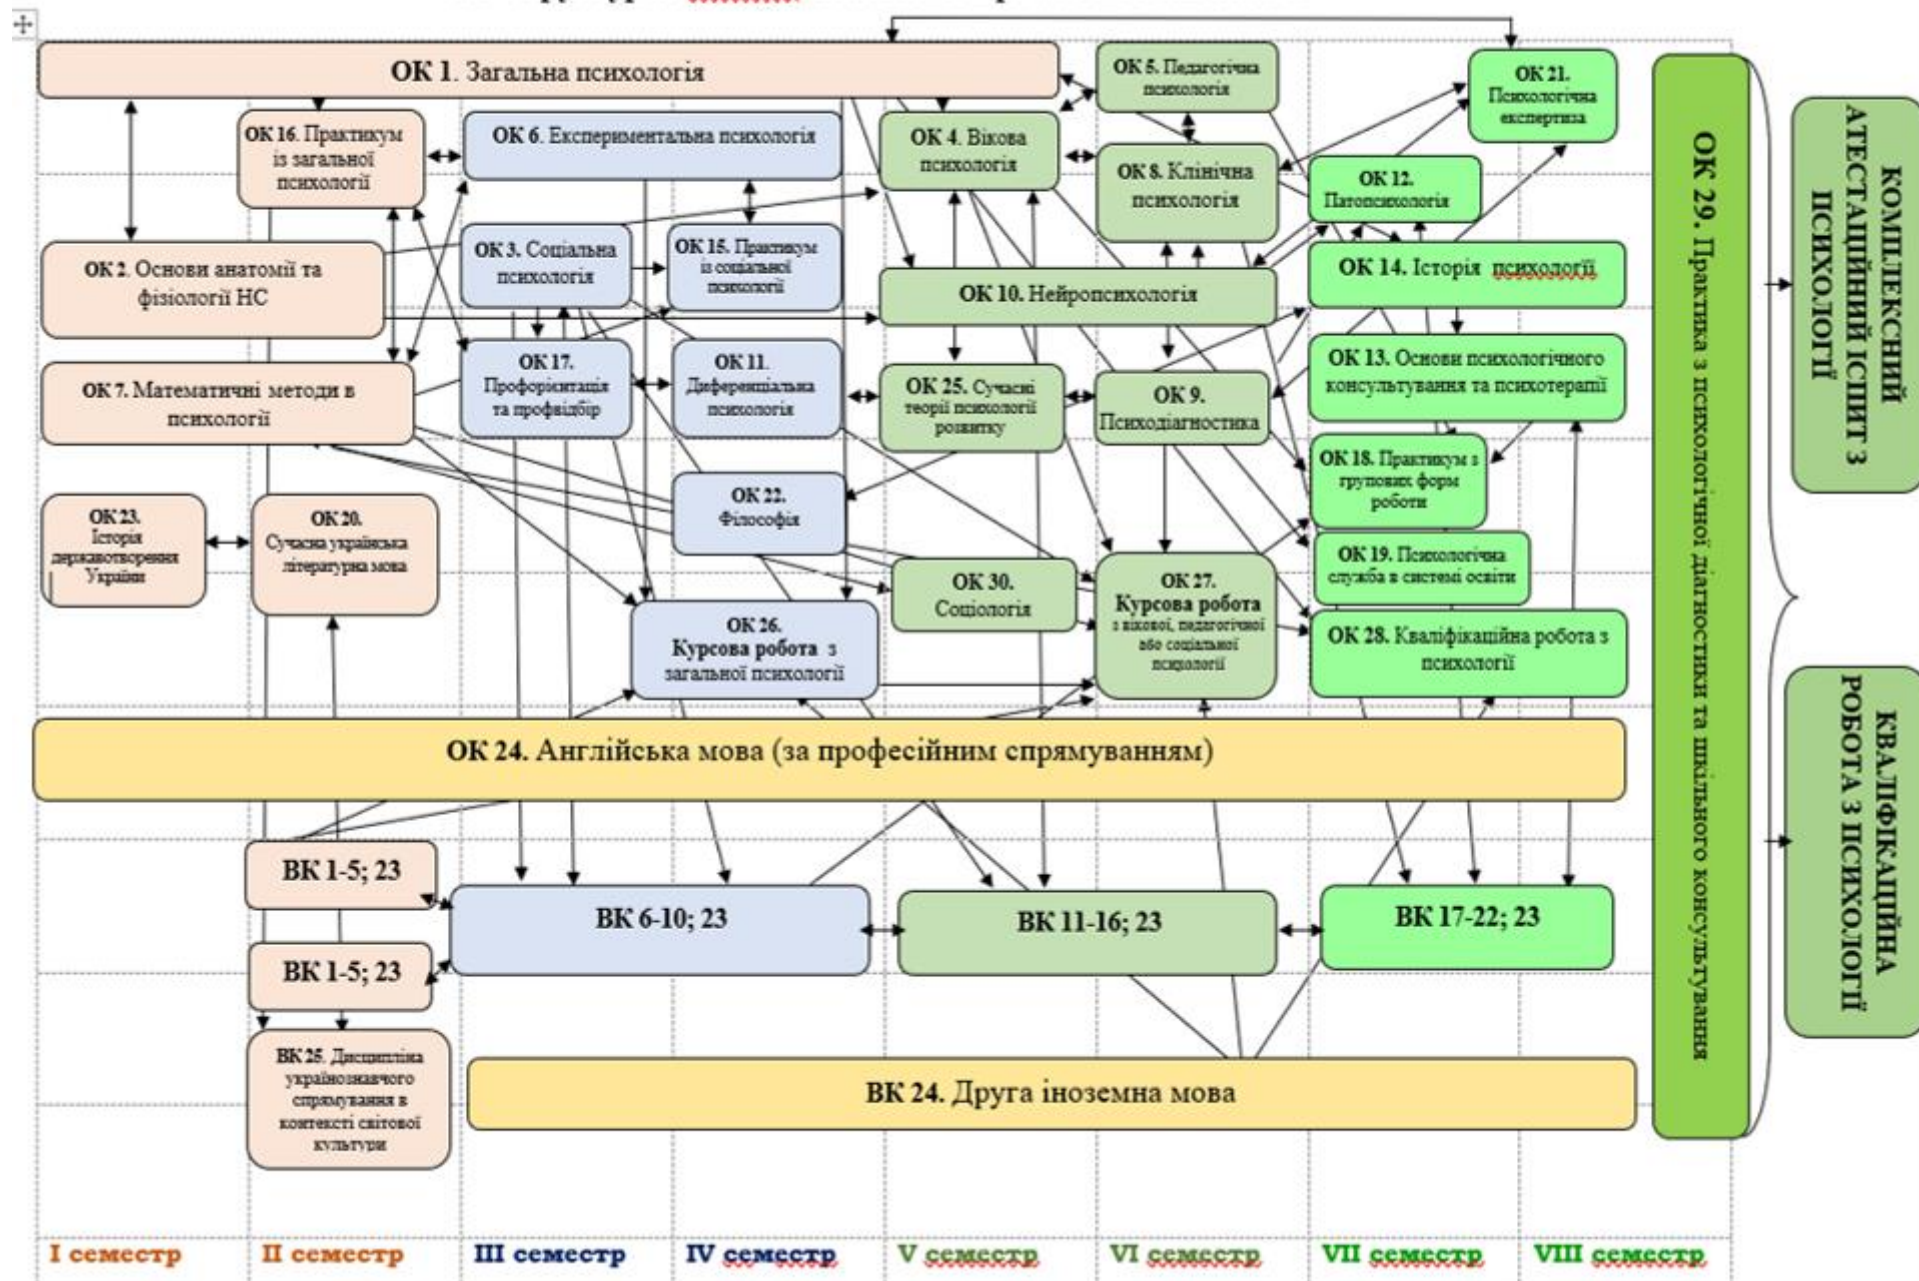 ОК 1. Загальна психологія
ОК 5. Педагогічна
психологія
ОК 21.
Психологічна
експертиза
ОК 16. Практикум
із загальної
психології
ОК 6. Експериментальна психологія
ОК 4. Вікова
психологія
ОК 8. Клінічна
психологія
ОК 12.
Патопсихологія
ОК 2. Основи анатомії та
фізіології НС
ОК 3. Соціальна
психологія
ОК 15. Практикум
із соціальної
психології
ОК 10. Нейропсихологія
ОК 14. Історія психології
ОК 7. Математичні методи в
психології
ОК 17.
Профорієнтація
та профвідбір
ОК 11.
Диференціальна
психологія
ОК 25. Сучасні
теорії психології
розвитку
ОК 9.
Психодіагностика
ОК 13. Основи психологічного
консультування та психотерапії
ОК 18. Практикум з
групових форм
роботи
ОК 23.
Історія
державотворення
України
ОК 20.
Сучасна українська
літературна мова
ОК 22.
Філософія
ОК 30.
Соціологія
ОК 27.
Курсова робота
з вікової, педагогічної
або соціальної
психології
ОК 19. Психологічна
служба в системі освіти
ОК 26.
Курсова робота з
загальної психології
ОК 28. Кваліфікаційна робота з
психології
ОК 24. Англійська мова (за професійним спрямуванням)
ВК 1-5; 23
ВК 6-10; 23
ВК 11-16; 23
ВК 17-22; 23
ВК 1-5; 23
ВК 25. Дисципліна
українознавчого
спрямування в
контексті світової
культури
ВК 24. Друга іноземна мова
ОК 29. Практика з психологічної діагностики та шкільного консультування
КОМПЛЕКСНИЙ
АТЕСТАЦІЙНИЙ ІСПИТ З
ПСИХОЛОГІЇ
КВАЛІФІКАЦІЙНА
РОБОТА З ПСИХОЛОГІЇ
І семестр
ІІ семестр
ІІІ семестр
IV семестр
V семестр
VI семестр
VII семестр
VIII семестр